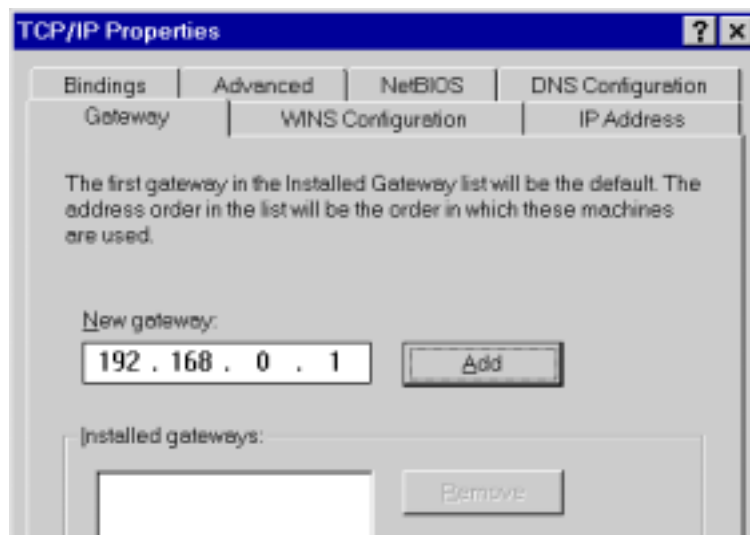 TCP/IP Properties ? ×
Bindings Advanced NetBIOS DNS Configuration
Gateway WINS Configuration IP Address
The first gateway in the Installed Gateway list will be the default. The
address order in the list will be the order in which these machines
are used.
New gateway:
192 . 168 . 0 . 1 Add
Installed gateways:
Remove